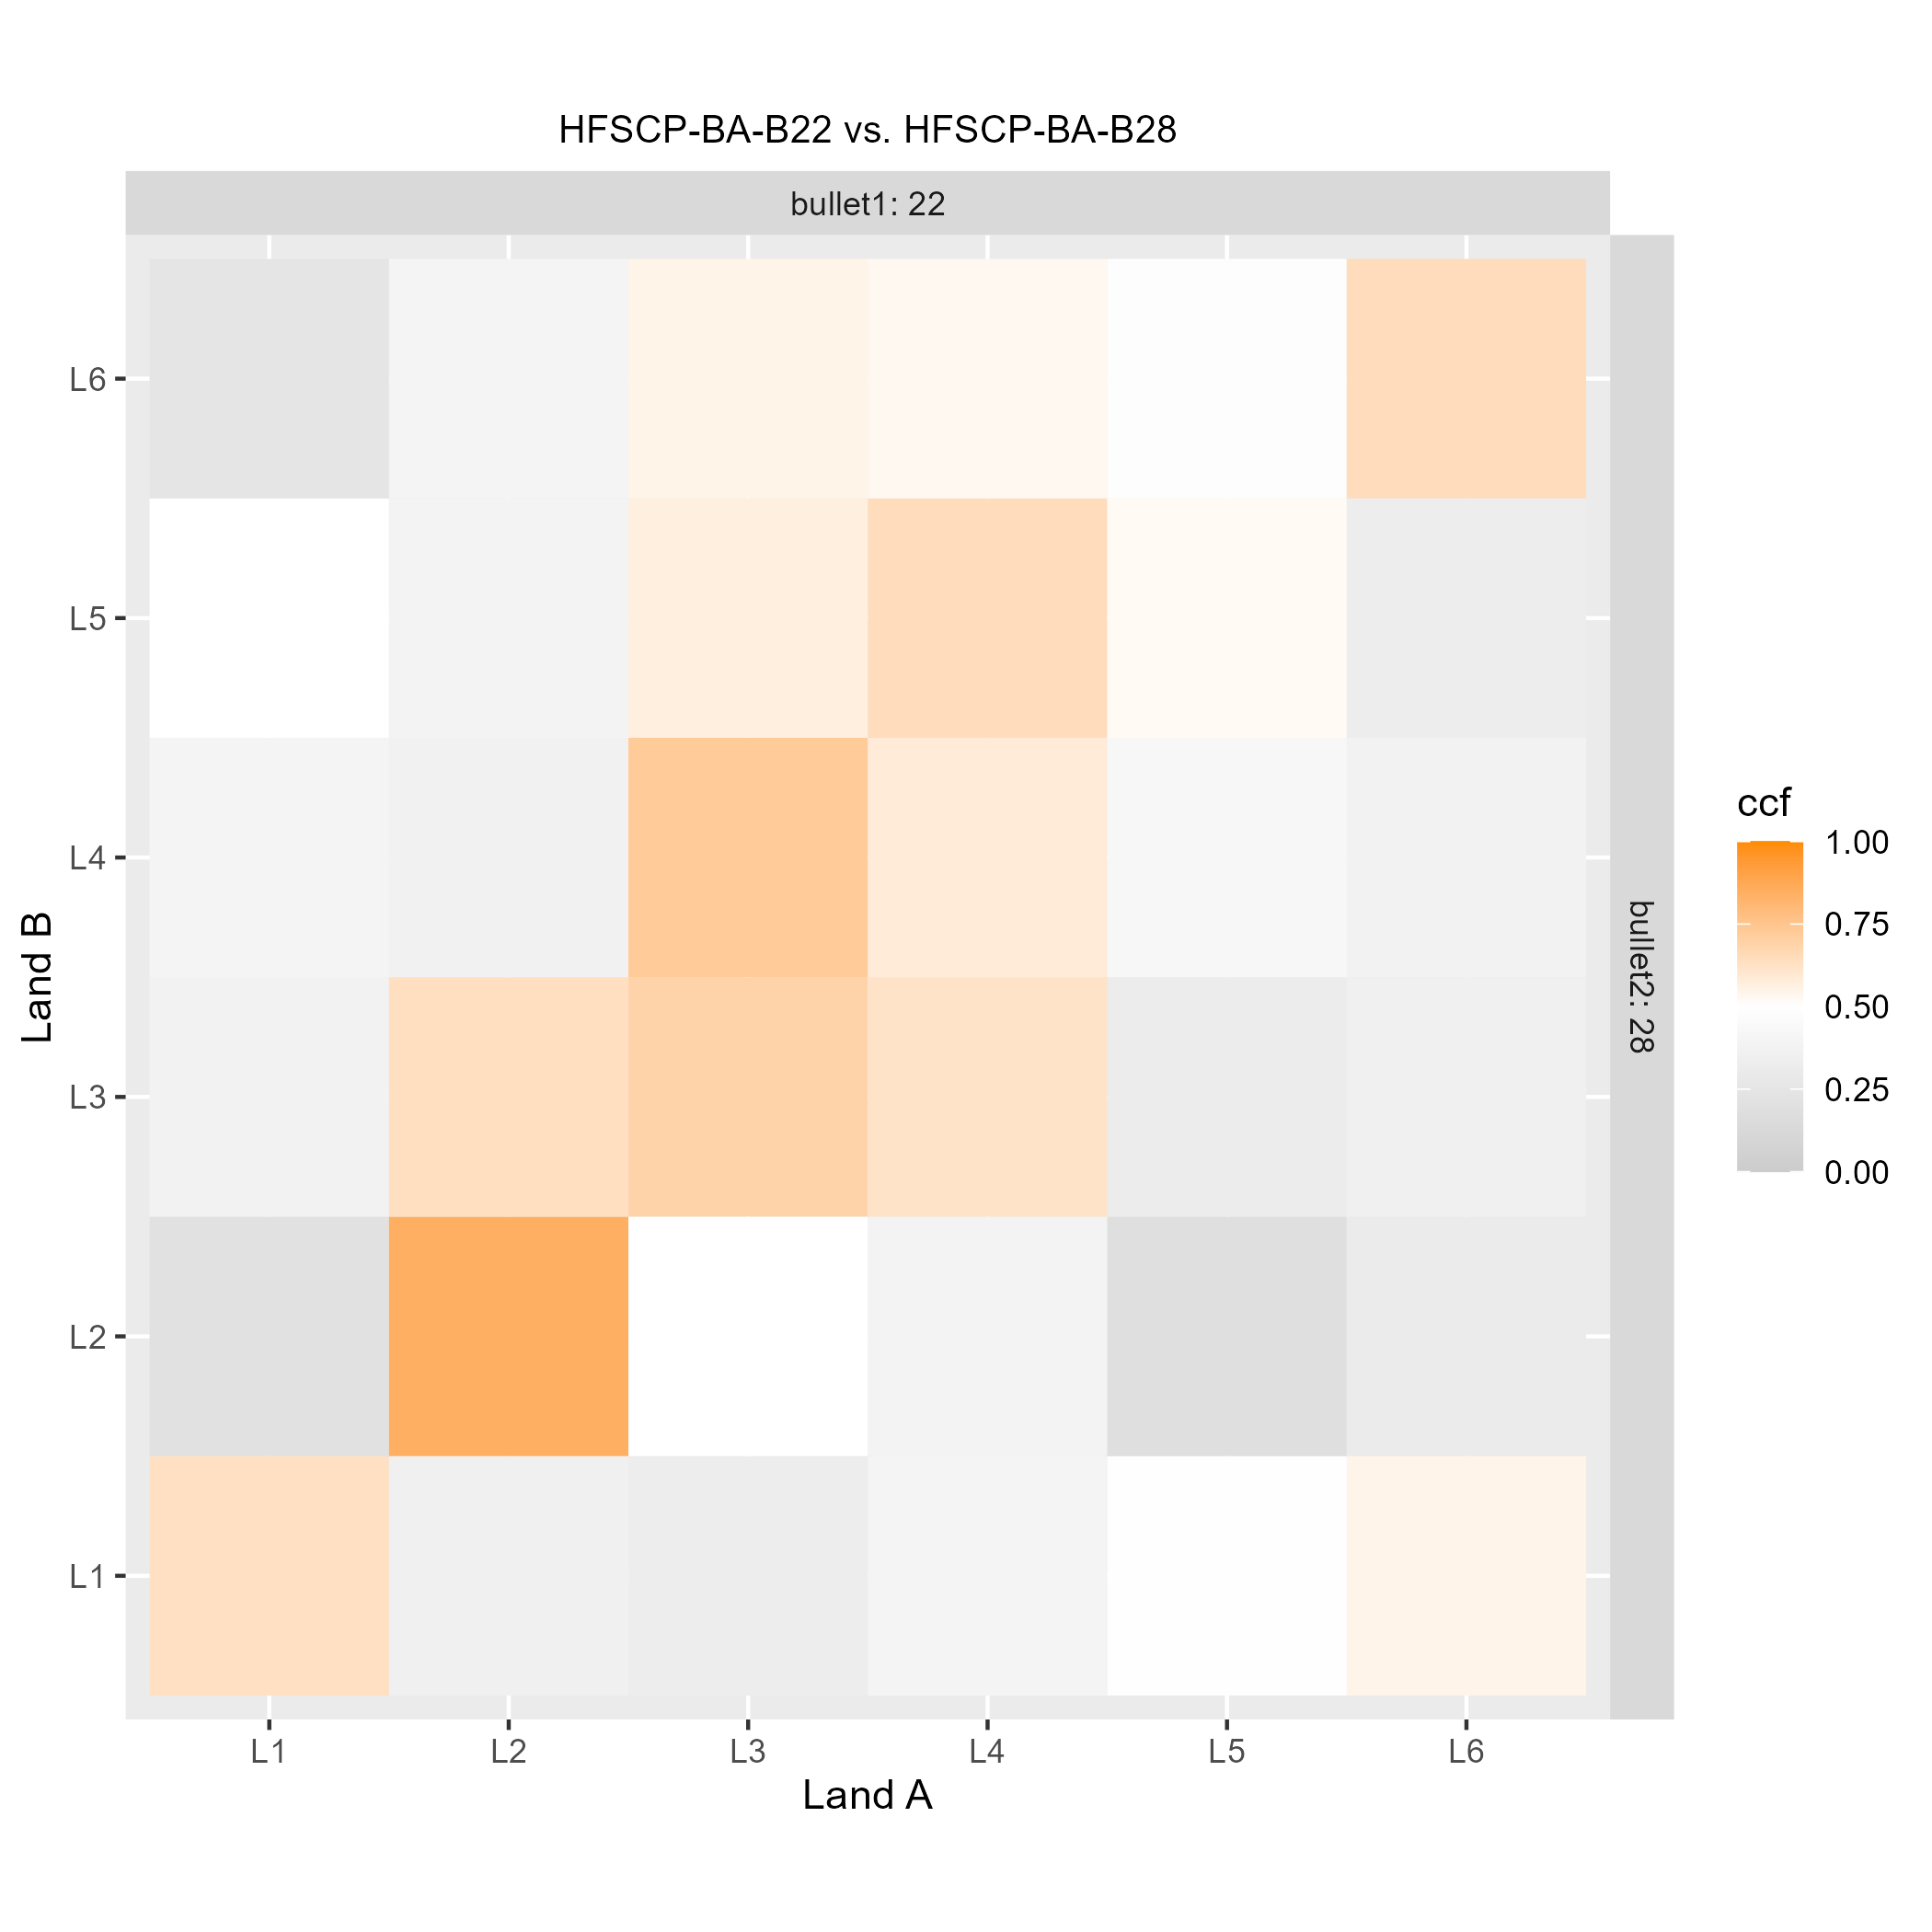 HFSCP-BA-B22 vs. HFSCP-BA-B28
bullet1: 22
L6
L5
L4
L3
L2
L1
Land B
bullet2: 28
L1
L2
L3
L4
L5
L6
Land A
ccf
1.00
0.75
0.50
0.25
0.00